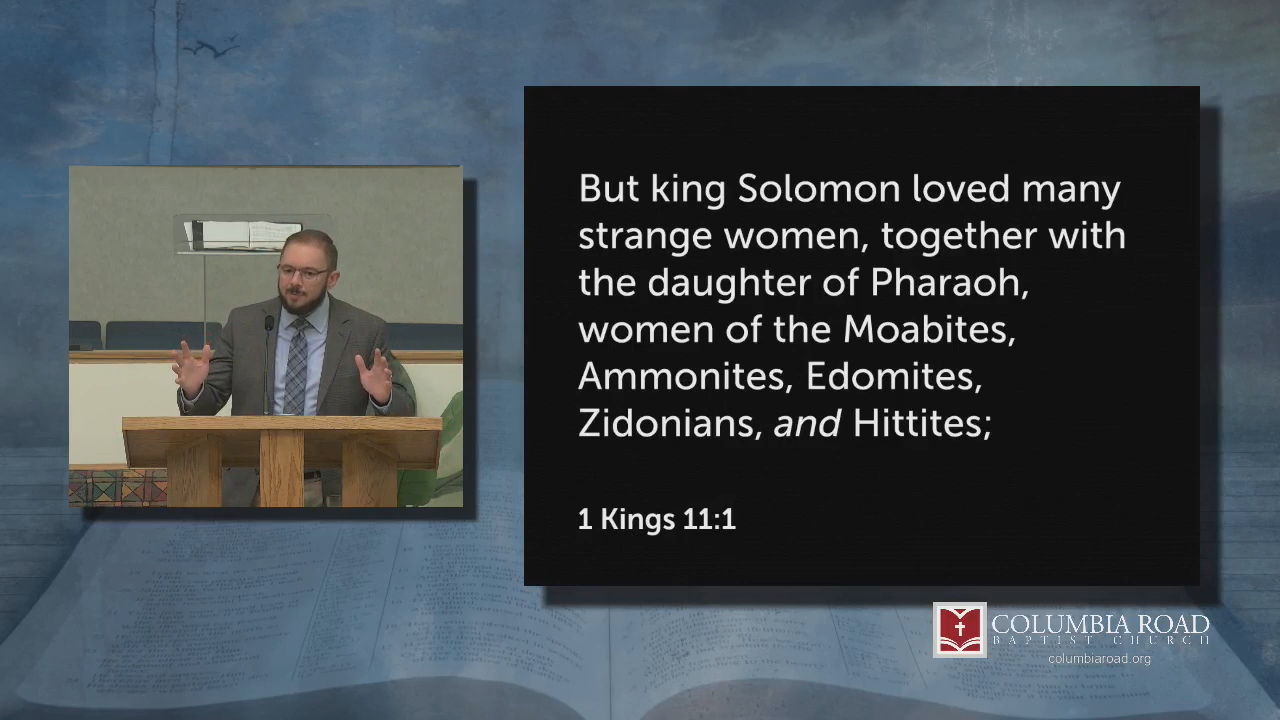 But king Solomon loved many
strange women, together with
the daughter of Pharaoh,
women of the Moabites,
Ammonites, Edomites,
Zidonians, and Hittites;
1 Kings 11:1
COLUMBIA ROAD
BAPTIST CHURCH
columbiaroad.org